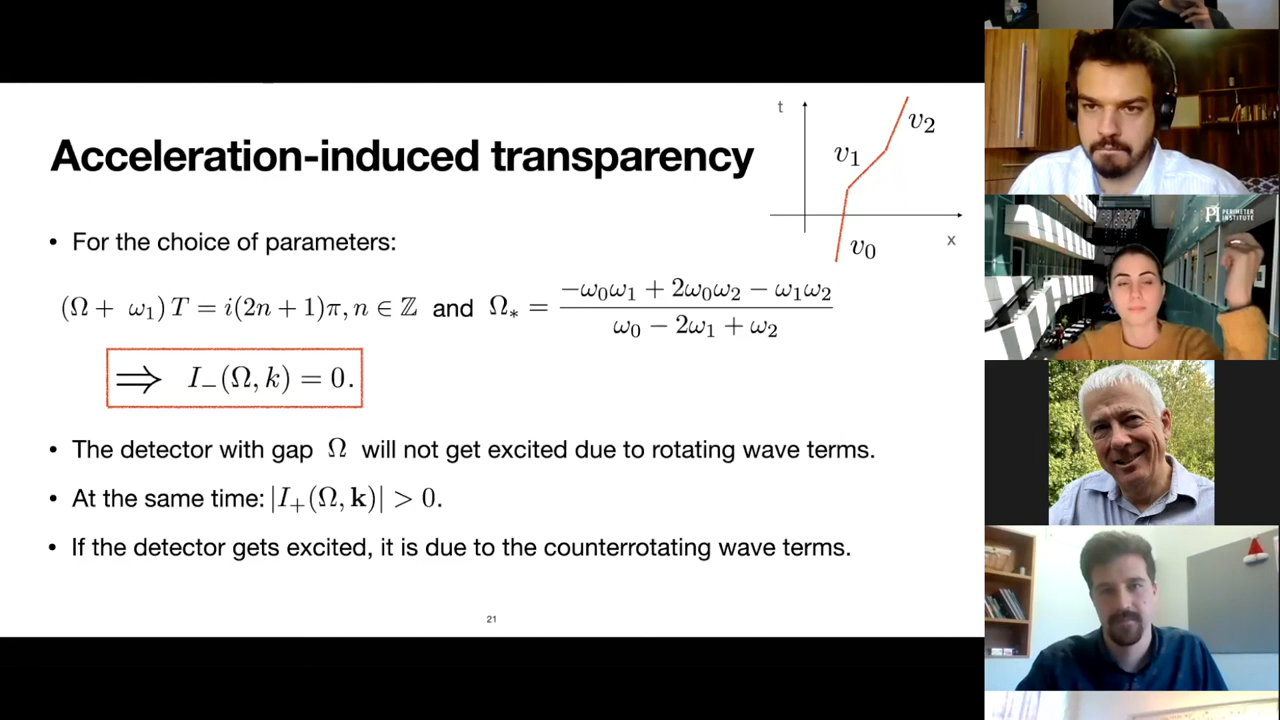 Acceleration-induced transparency
t
v₂
v₁
v₀
x
• For the choice of parameters:
(Ω + ω₁) T = i(2n + 1)π, n ∈ ℤ and Ω∗ = (−ω₀ω₁ + 2ω₀ω₂ − ω₁ω₂) / (ω₀ − 2ω₁ + ω₂)
⟹ I₋(Ω, k) = 0.
• The detector with gap Ω will not get excited due to rotating wave terms.
• At the same time: |I₊(Ω, k)| > 0.
• If the detector gets excited, it is due to the counterrotating wave terms.
21
PI PERIMETER
INSTITUTE